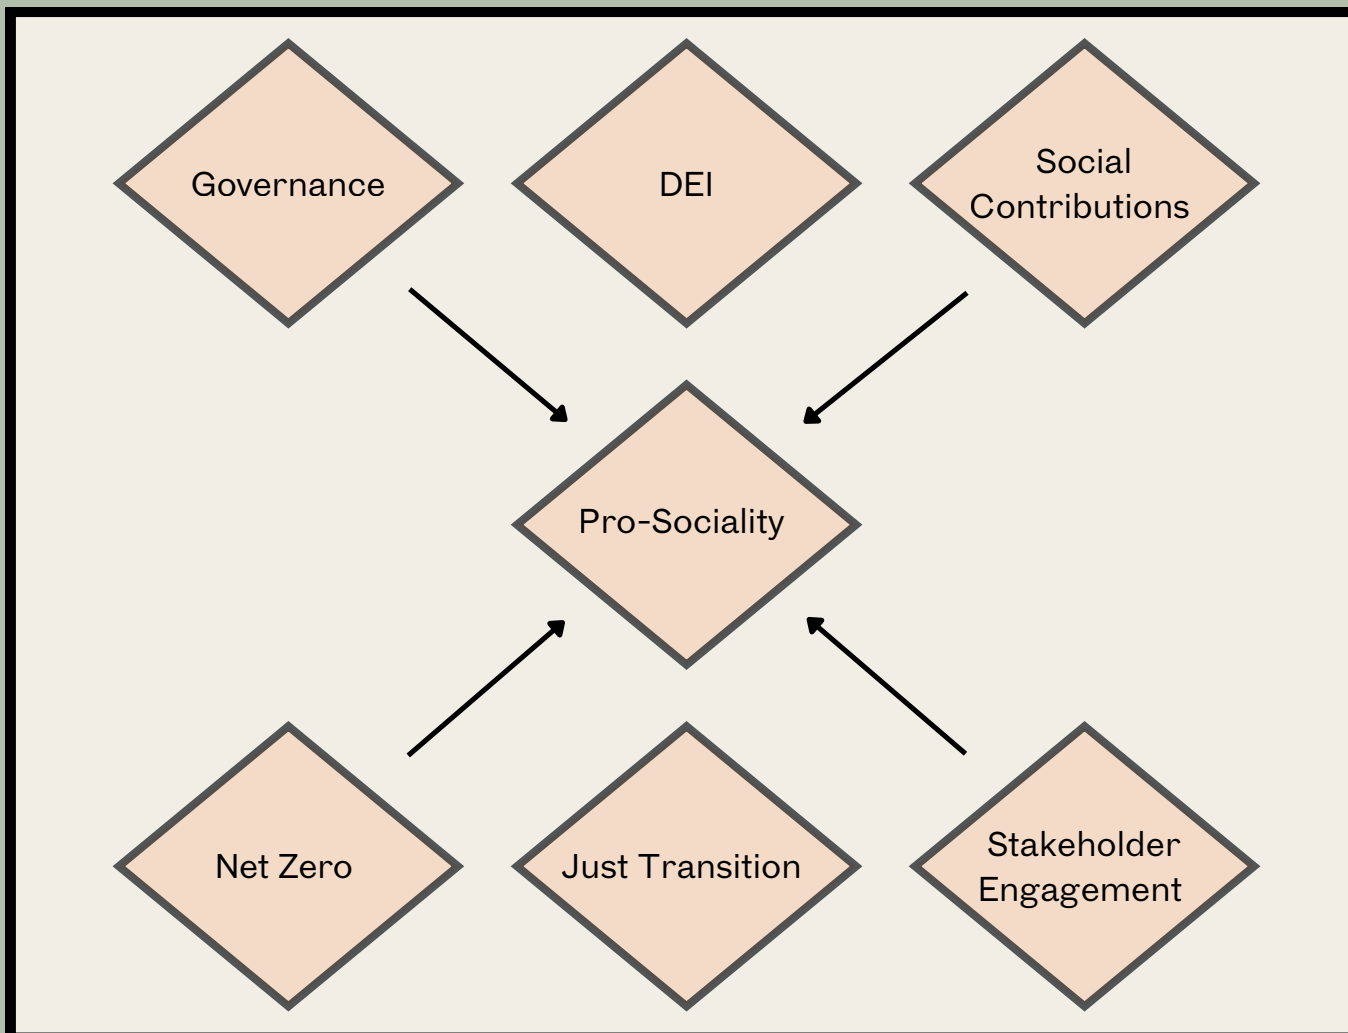 Governance
DEI
Social
Contributions
Pro-Sociality
Net Zero
Just Transition
Stakeholder
Engagement